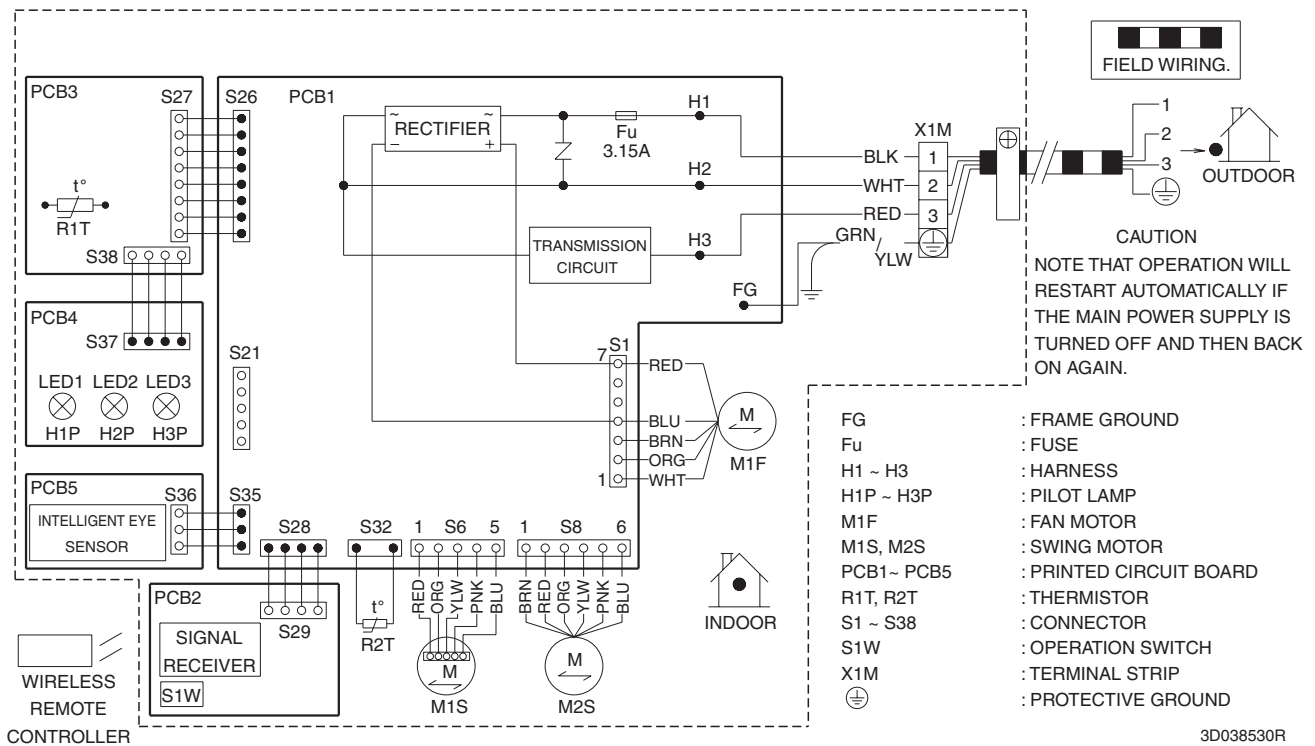 FIELD WIRING.
PCB3
S27
S26
PCB1
RECTIFIER
~
~
−
+
Fu
3.15A
H1
H2
H3
TRANSMISSION
CIRCUIT
FG
X1M
BLK
1
WHT
2
RED
3
GRN
/
YLW
1
2
3
OUTDOOR
CAUTION
NOTE THAT OPERATION WILL
RESTART AUTOMATICALLY IF
THE MAIN POWER SUPPLY IS
TURNED OFF AND THEN BACK
ON AGAIN.
t°
R1T
S38
PCB4
S37
LED1 LED2 LED3
H1P H2P H3P
S21
7
S1
RED
BLU
BRN
ORG
1
WHT
M
M1F
PCB5
S36
S35
INTELLIGENT EYE
SENSOR
S28
S32
1 S6 5
1 S8 6
RED
ORG
YLW
PNK
BLU
BRN
RED
ORG
YLW
PNK
BLU
t°
R2T
M
M1S
M
M2S
INDOOR
PCB2
S29
SIGNAL
RECEIVER
S1W
WIRELESS
REMOTE
CONTROLLER
FG : FRAME GROUND
Fu : FUSE
H1 ~ H3 : HARNESS
H1P ~ H3P : PILOT LAMP
M1F : FAN MOTOR
M1S, M2S : SWING MOTOR
PCB1~ PCB5 : PRINTED CIRCUIT BOARD
R1T, R2T : THERMISTOR
S1 ~ S38 : CONNECTOR
S1W : OPERATION SWITCH
X1M : TERMINAL STRIP
: PROTECTIVE GROUND
3D038530R